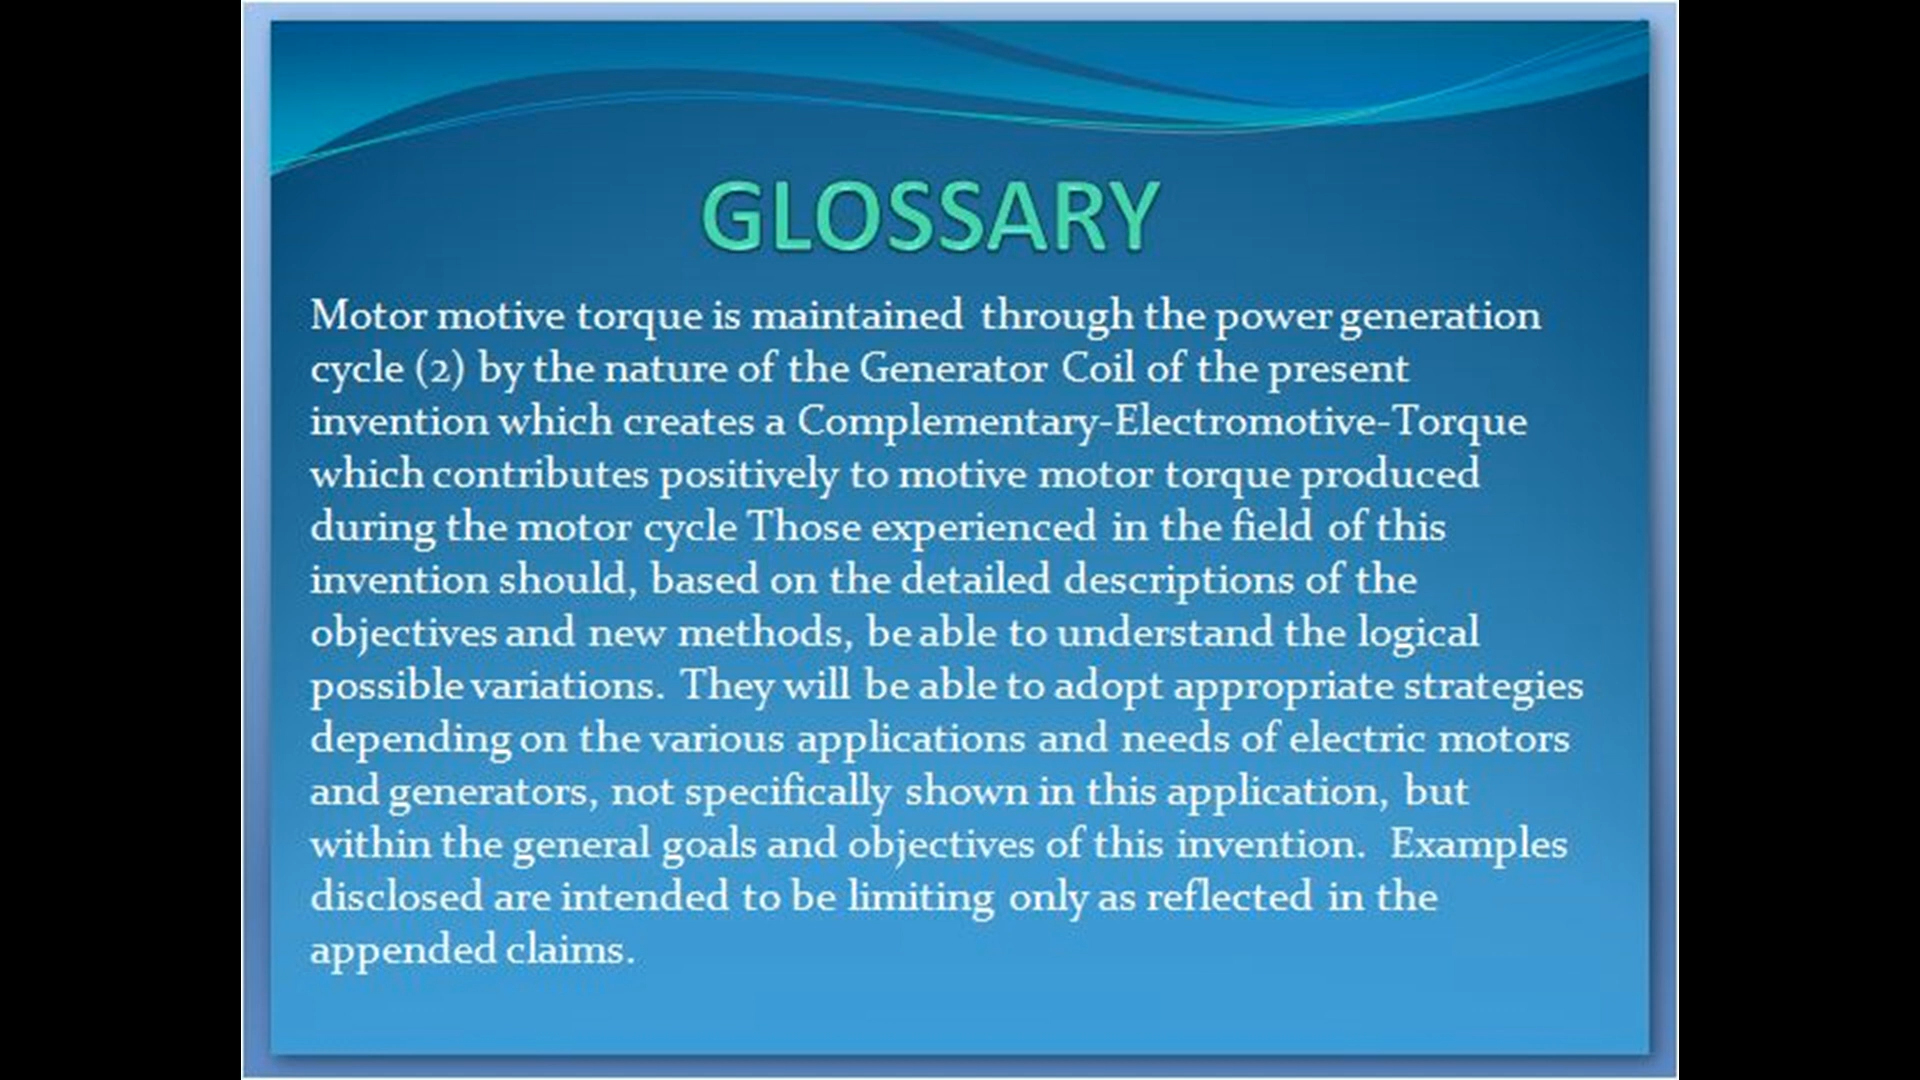 GLOSSARY
Motor motive torque is maintained through the power generation
cycle (2) by the nature of the Generator Coil of the present
invention which creates a Complementary-Electromotive-Torque
which contributes positively to motive motor torque produced
during the motor cycle Those experienced in the field of this
invention should, based on the detailed descriptions of the
objectives and new methods, be able to understand the logical
possible variations. They will be able to adopt appropriate strategies
depending on the various applications and needs of electric motors
and generators, not specifically shown in this application, but
within the general goals and objectives of this invention. Examples
disclosed are intended to be limiting only as reflected in the
appended claims.